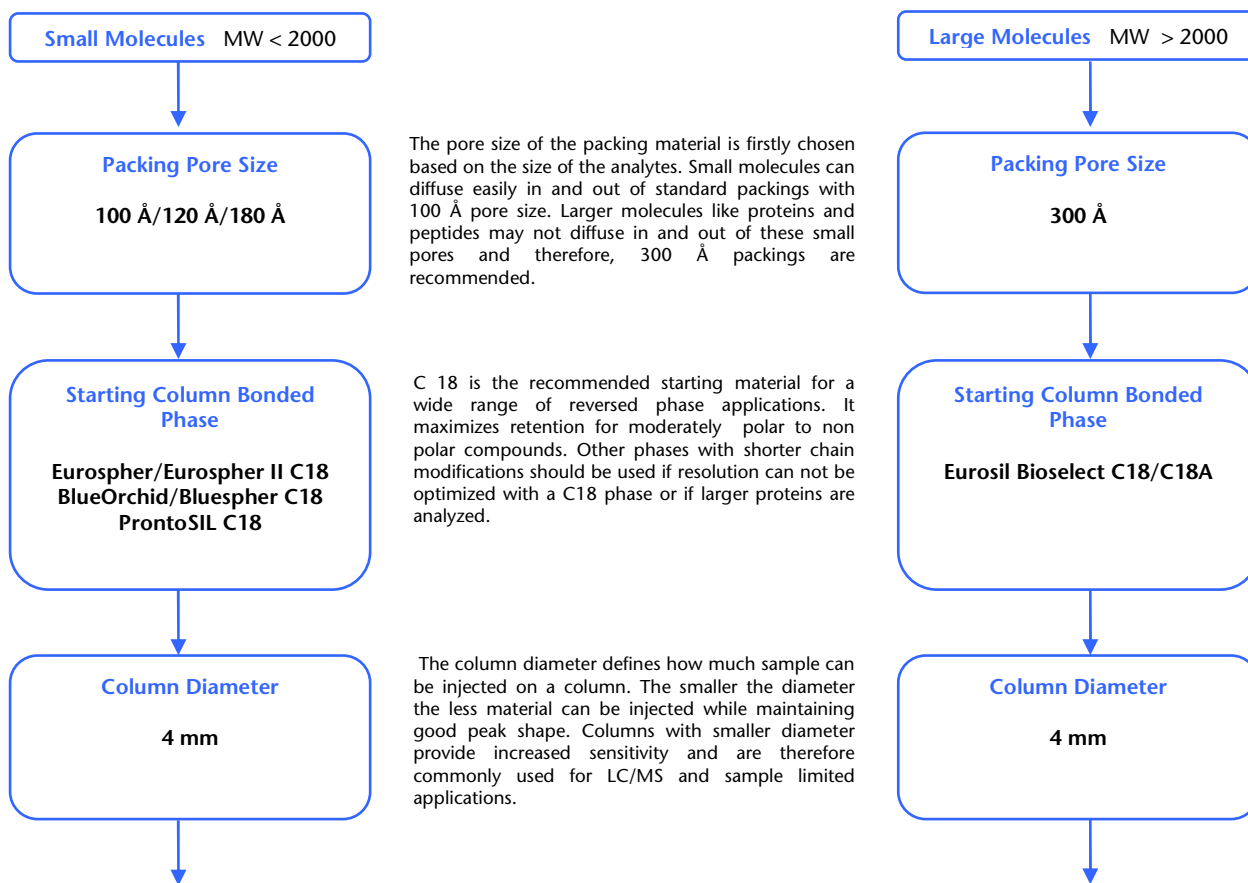 Small Molecules MW < 2000
Large Molecules MW > 2000
Packing Pore Size
100 Å/120 Å/180 Å
The pore size of the packing material is firstly chosen
based on the size of the analytes. Small molecules can
diffuse easily in and out of standard packings with
100 Å pore size. Larger molecules like proteins and
peptides may not diffuse in and out of these small
pores and therefore, 300 Å packings are
recommended.
Packing Pore Size
300 Å
Starting Column Bonded
Phase
Eurospher/Eurospher II C18
BlueOrchid/Bluespher C18
ProntoSIL C18
C 18 is the recommended starting material for a
wide range of reversed phase applications. It
maximizes retention for moderately polar to non
polar compounds. Other phases with shorter chain
modifications should be used if resolution can not be
optimized with a C18 phase or if larger proteins are
analyzed.
Starting Column Bonded
Phase
Eurosil Bioselect C18/C18A
Column Diameter
4 mm
The column diameter defines how much sample can
be injected on a column. The smaller the diameter
the less material can be injected while maintaining
good peak shape. Columns with smaller diameter
provide increased sensitivity and are therefore
commonly used for LC/MS and sample limited
applications.
Column Diameter
4 mm